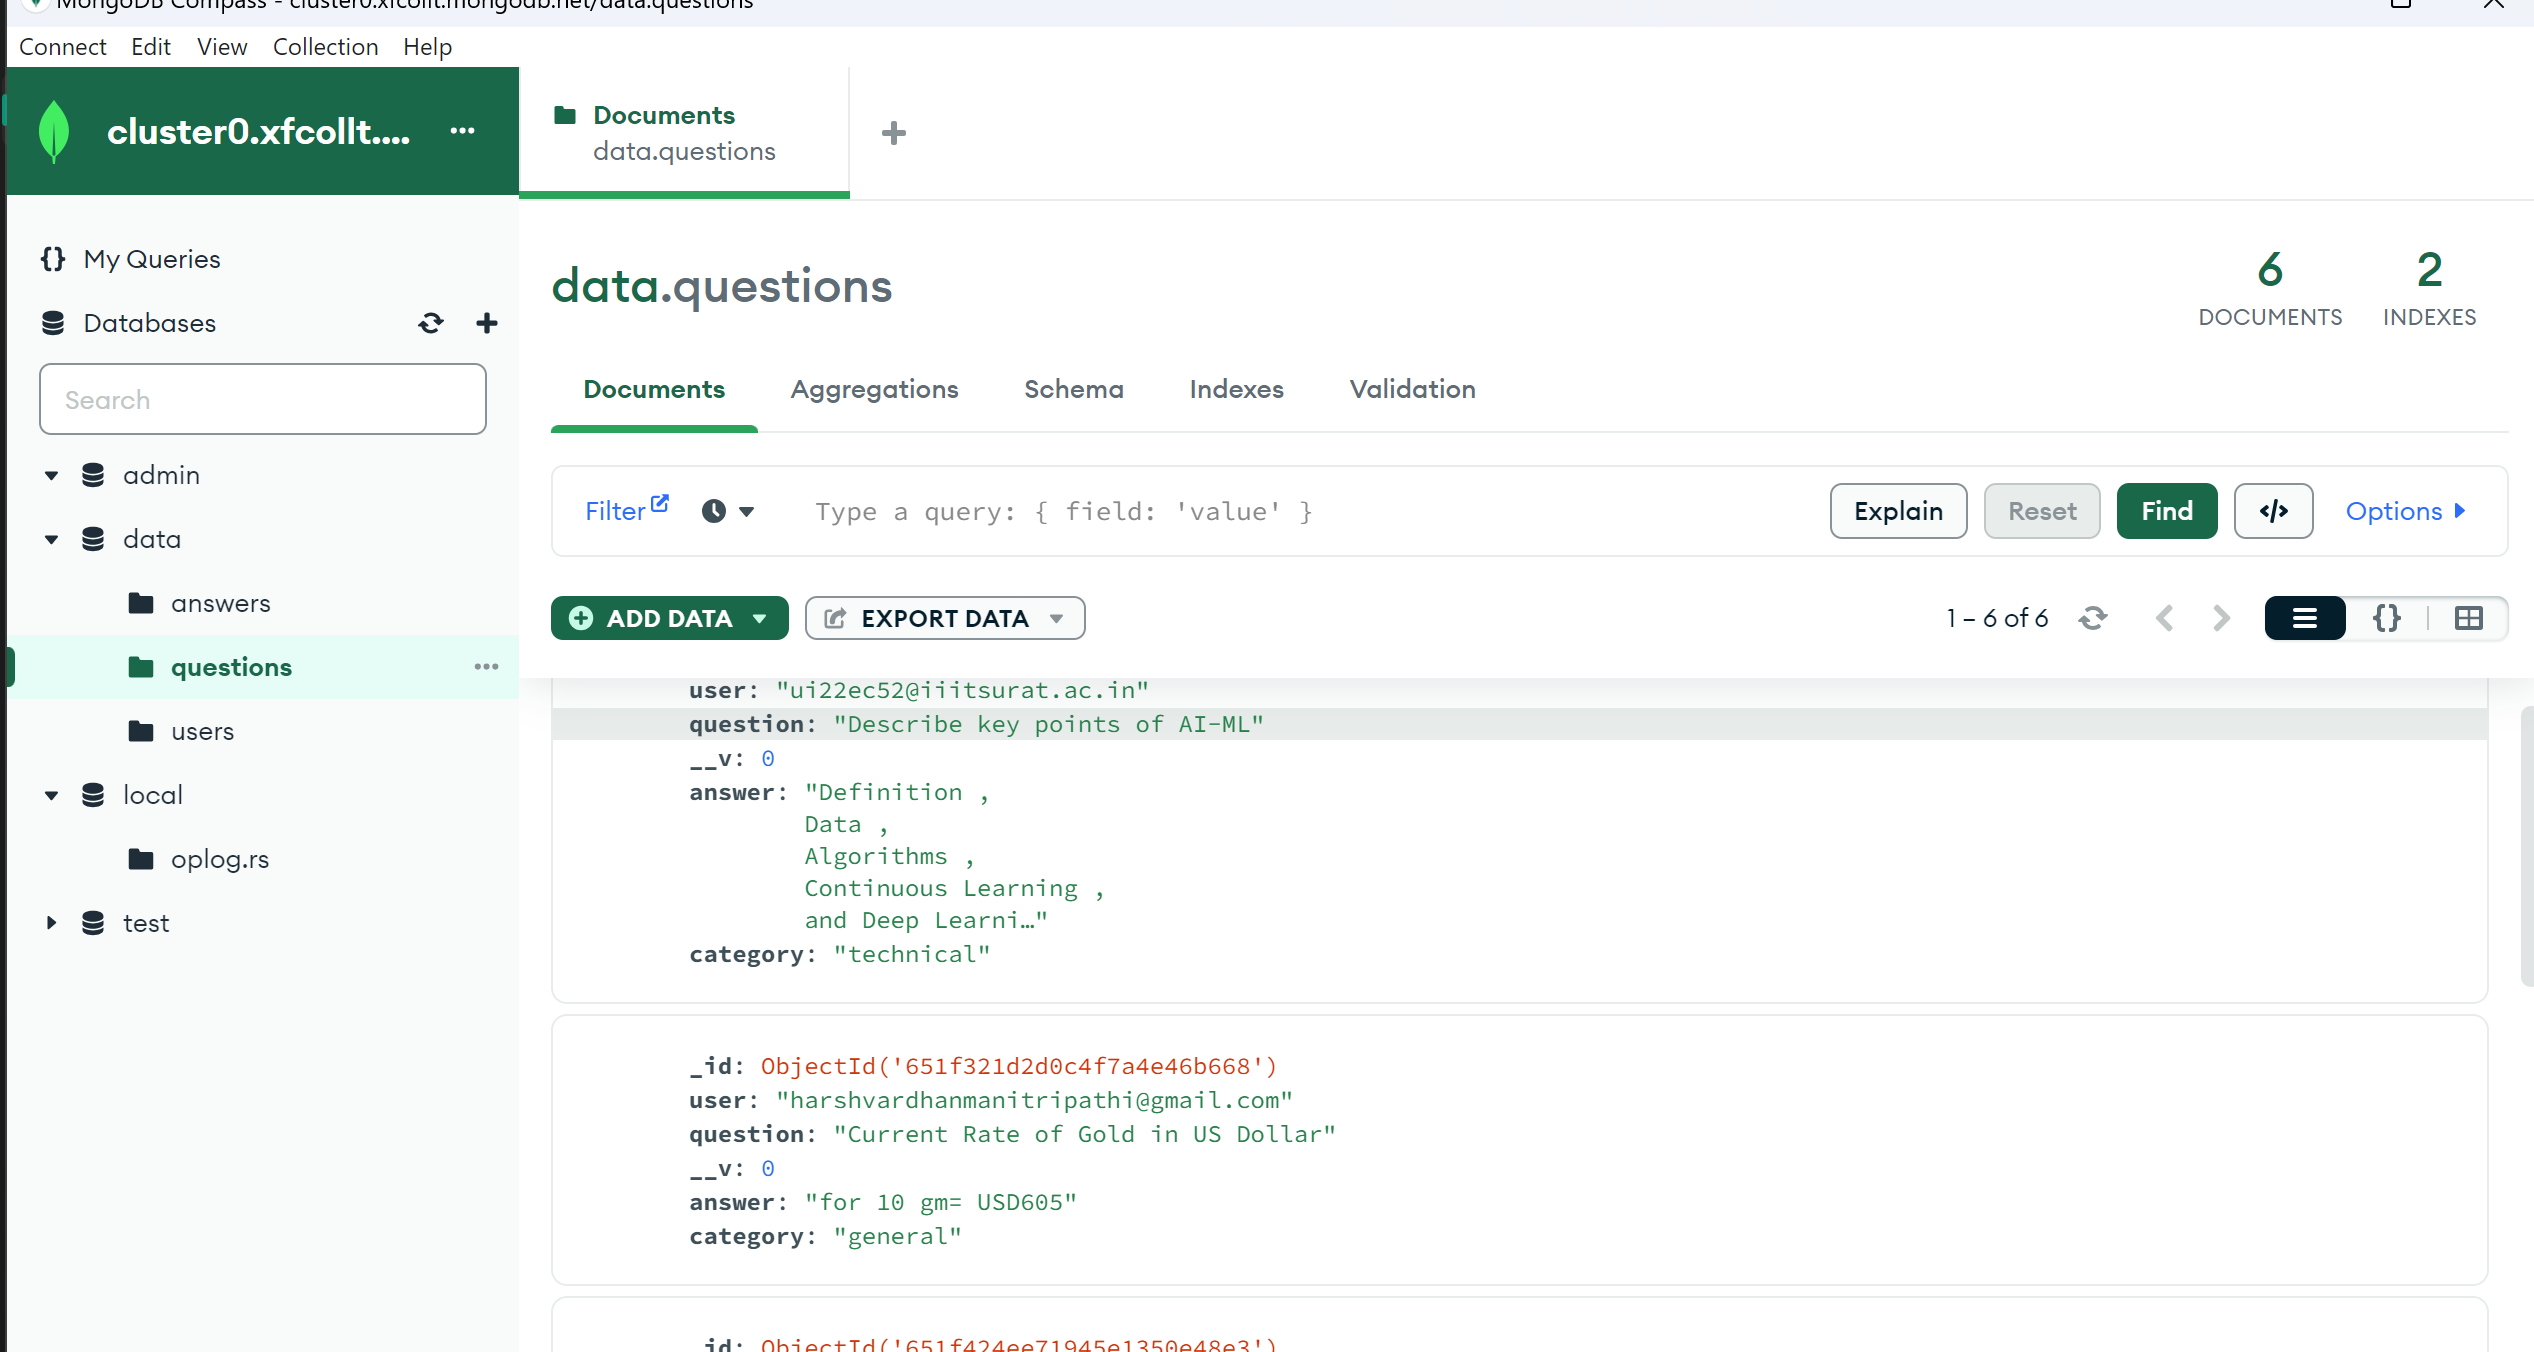 MongoDB Compass - cluster0.xfcollt.mongodb.net/data.questions
Connect Edit View Collection Help
cluster0.xfcollt....
Documents
data.questions
My Queries
Databases
Search
admin
data
answers
questions
users
local
oplog.rs
test
data.questions
6
DOCUMENTS
2
INDEXES
Documents Aggregations Schema Indexes Validation
Filter Type a query: { field: 'value' } Explain Reset Find </> Options
ADD DATA EXPORT DATA 1 – 6 of 6 {}
user: "ui22ec52@iiitsurat.ac.in"
question: "Describe key points of AI-ML"
__v: 0
answer: "Definition ,
Data ,
Algorithms ,
Continuous Learning ,
and Deep Learni…"
category: "technical"
_id: ObjectId('651f321d2d0c4f7a4e46b668')
user: "harshvardhanmanitripathi@gmail.com"
question: "Current Rate of Gold in US Dollar"
__v: 0
answer: "for 10 gm= USD605"
category: "general"
_id: ObjectId('651f424ee71945e1350e48e3')